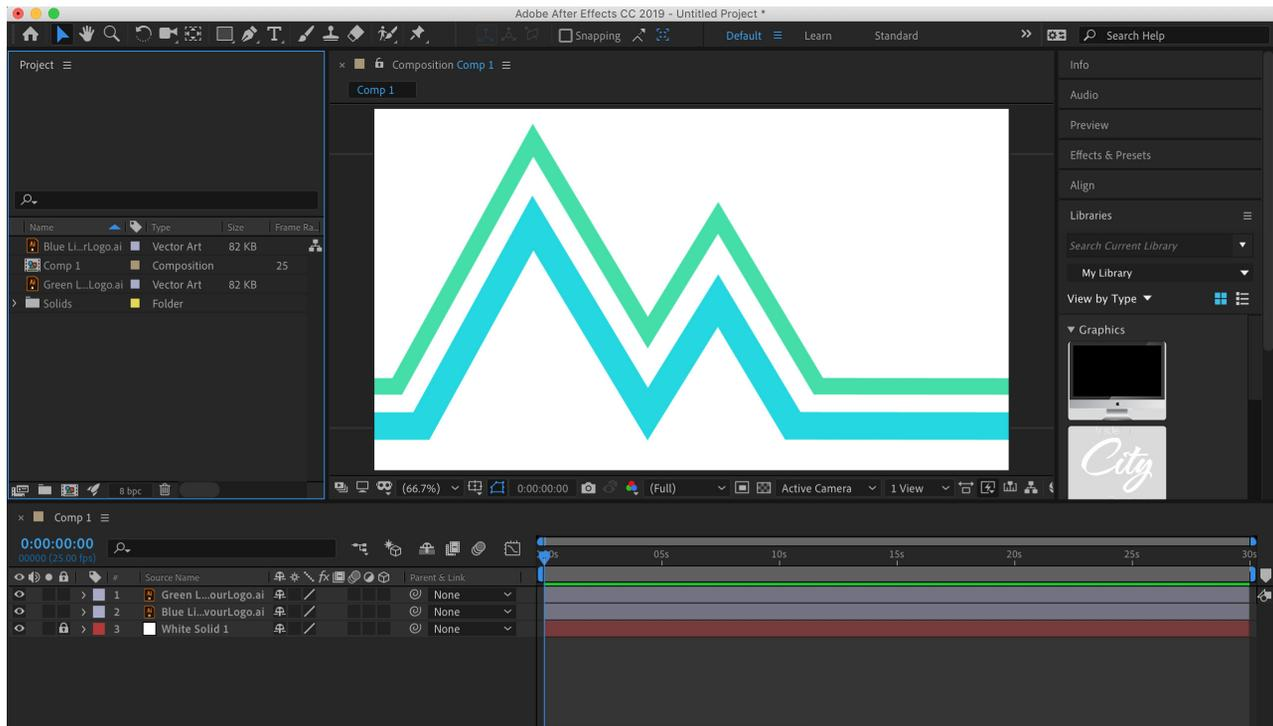 Adobe After Effects CC 2019 - Untitled Project *
Snapping
Default
Learn
Standard
Search Help
Project
Composition Comp 1
Comp 1
Info
Audio
Preview
Effects & Presets
Align
Libraries
Search Current Library
My Library
View by Type
Graphics
City
Name
Type
Size
Frame Ra..
Blue Li...rLogo.ai
Vector Art
82 KB
Comp 1
Composition
25
Green L...Logo.ai
Vector Art
82 KB
Solids
Folder
8 bpc
(66.7%)
0:00:00:00
(Full)
Active Camera
1 View
Comp 1
0:00:00:00
00000 (25.00 fps)
05s
10s
15s
20s
25s
30s
#
Source Name
fx
Parent & Link
1
Green L...ourLogo.ai
None
2
Blue Li...vourLogo.ai
None
3
White Solid 1
None